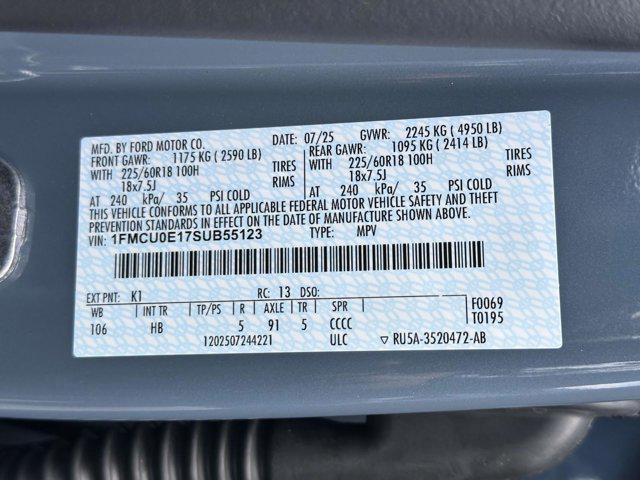 MFD. BY FORD MOTOR CO.
DATE: 07/25 GVWR: 2245 KG (4950 LB)
FRONT GAWR: 1175 KG (2590 LB)
REAR GAWR: 1095 KG (2414 LB)
WITH 225/60R18 100H TIRES
WITH 225/60R18 100H TIRES
18x7.5J RIMS
18x7.5J RIMS
AT 240 kPa/ 35 PSI COLD
AT 240 kPa/ 35 PSI COLD
THIS VEHICLE CONFORMS TO ALL APPLICABLE FEDERAL MOTOR VEHICLE SAFETY AND THEFT
PREVENTION STANDARDS IN EFFECT ON THE DATE OF MANUFACTURE SHOWN ABOVE.
VIN: 1FMCU0E17SUB55123 TYPE: MPV
EXT PNT: K1 RC: 13 DSO:
WB INT TR TP/PS R AXLE TR SPR
106 HB 5 91 5 CCCC
1202507244221 ULC
F0069
T0195
▽ RU5A-3520472-AB